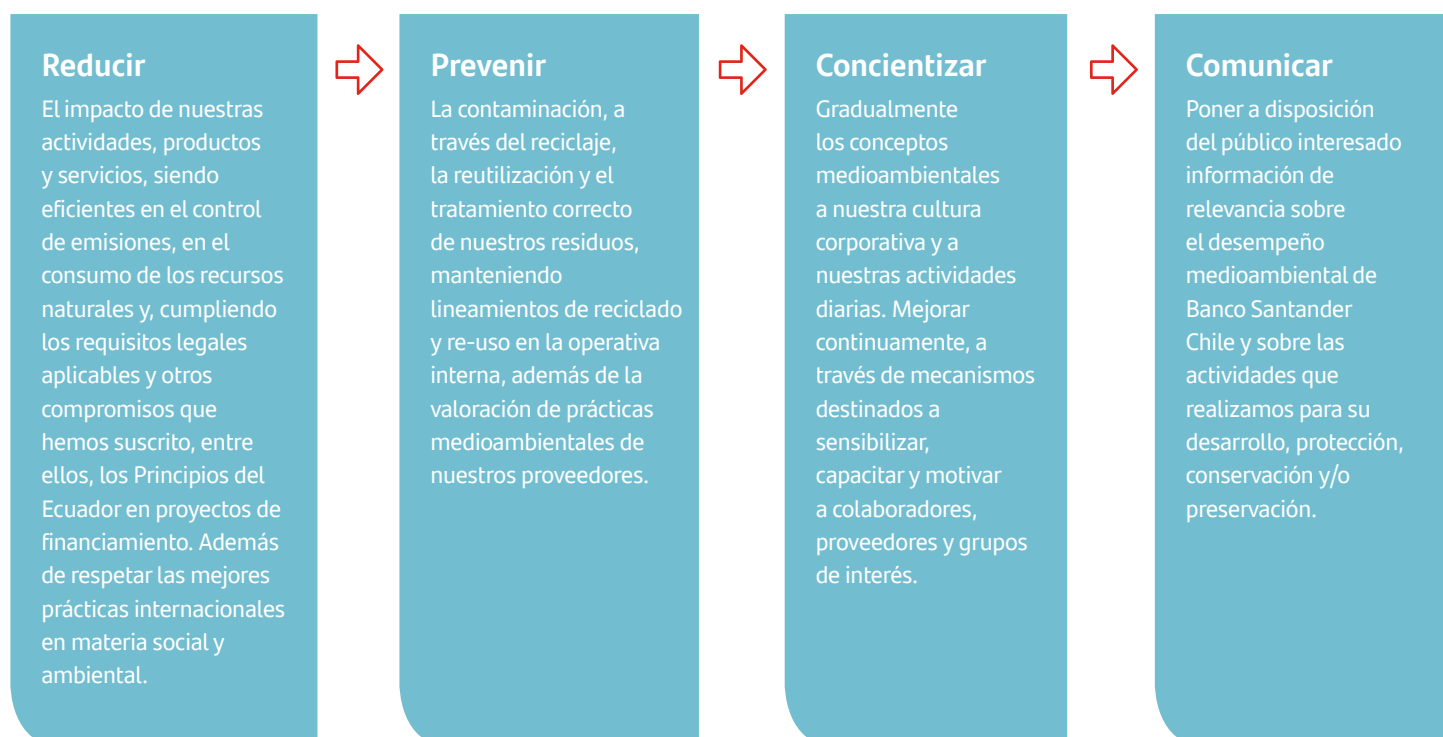 Reducir
El impacto de nuestras
actividades, productos
y servicios, siendo
eficientes en el control
de emisiones, en el
consumo de los recursos
naturales y, cumpliendo
los requisitos legales
aplicables y otros
compromisos que
hemos suscrito, entre
ellos, los Principios del
Ecuador en proyectos de
financiamiento. Además
de respetar las mejores
prácticas internacionales
en materia social y
ambiental.
Prevenir
La contaminación, a
través del reciclaje,
la reutilización y el
tratamiento correcto
de nuestros residuos,
manteniendo
lineamientos de reciclado
y re-uso en la operativa
interna, además de la
valoración de prácticas
medioambientales de
nuestros proveedores.
Concientizar
Gradualmente
los conceptos
medioambientales
a nuestra cultura
corporativa y a
nuestras actividades
diarias. Mejorar
continuamente, a
través de mecanismos
destinados a
sensibilizar,
capacitar y motivar
a colaboradores,
proveedores y grupos
de interés.
Comunicar
Poner a disposición
del público interesado
información de
relevancia sobre
el desempeño
medioambiental de
Banco Santander
Chile y sobre las
actividades que
realizamos para su
desarrollo, protección,
conservación y/o
preservación.